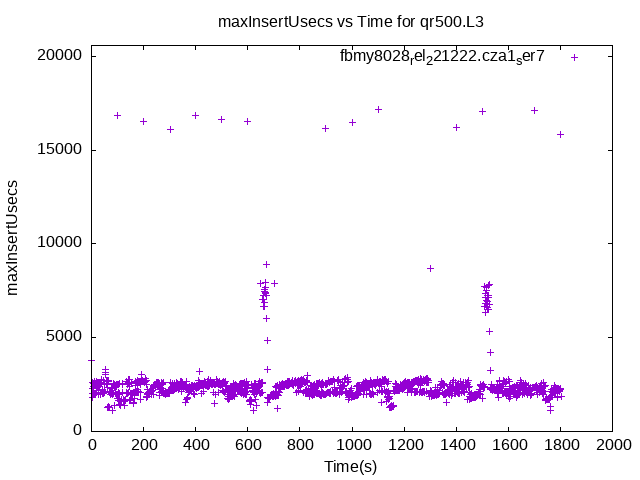 maxInsertUsecs vs Time for qr500.L3
fbmy8028rel221222.cza1ser7
20000
15000
10000
5000
0
maxInsertUsecs
0 200 400 600 800 1000 1200 1400 1600 1800 2000
Time(s)